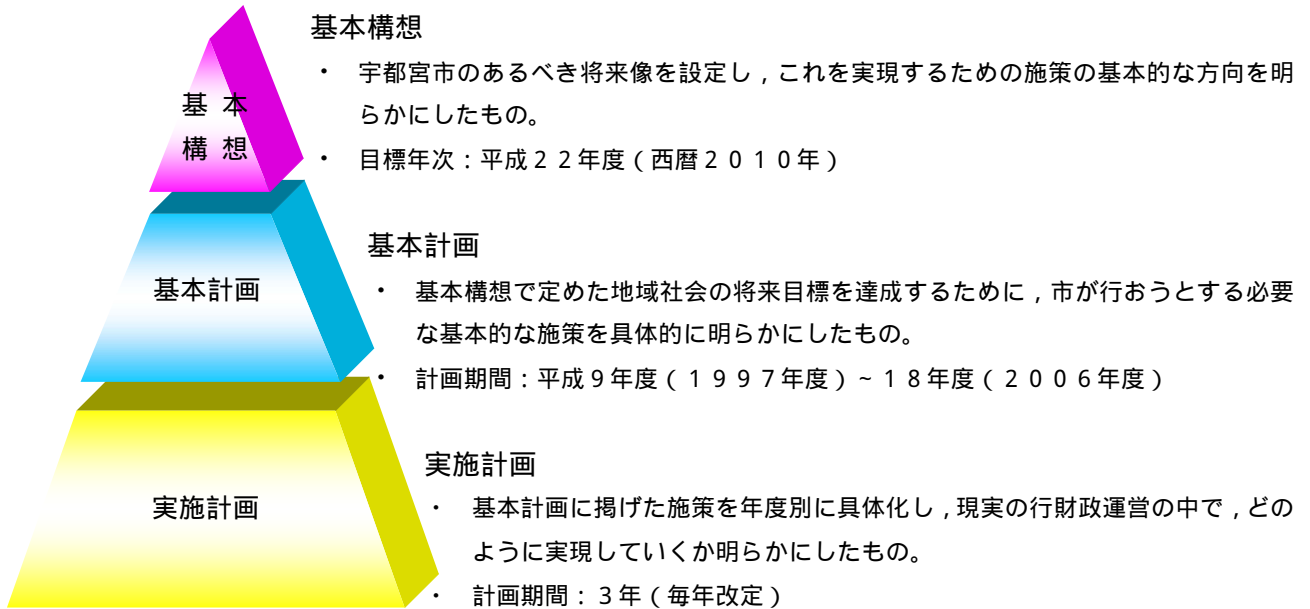 基本構想
・ 宇都宮市のあるべき将来像を設定し，これを実現するための施策の基本的な方向を明
らかにしたもの。
・ 目標年次：平成２２年度（西暦２０１０年）
基 本
構 想
基本計画
・ 基本構想で定めた地域社会の将来目標を達成するために，市が行おうとする必要
な基本的な施策を具体的に明らかにしたもの。
・ 計画期間：平成９年度（１９９７年度）~１８年度（２００６年度）
基本計画
実施計画
・ 基本計画に掲げた施策を年度別に具体化し，現実の行財政運営の中で，どの
ように実現していくか明らかにしたもの。
・ 計画期間：３年（毎年改定）
実施計画